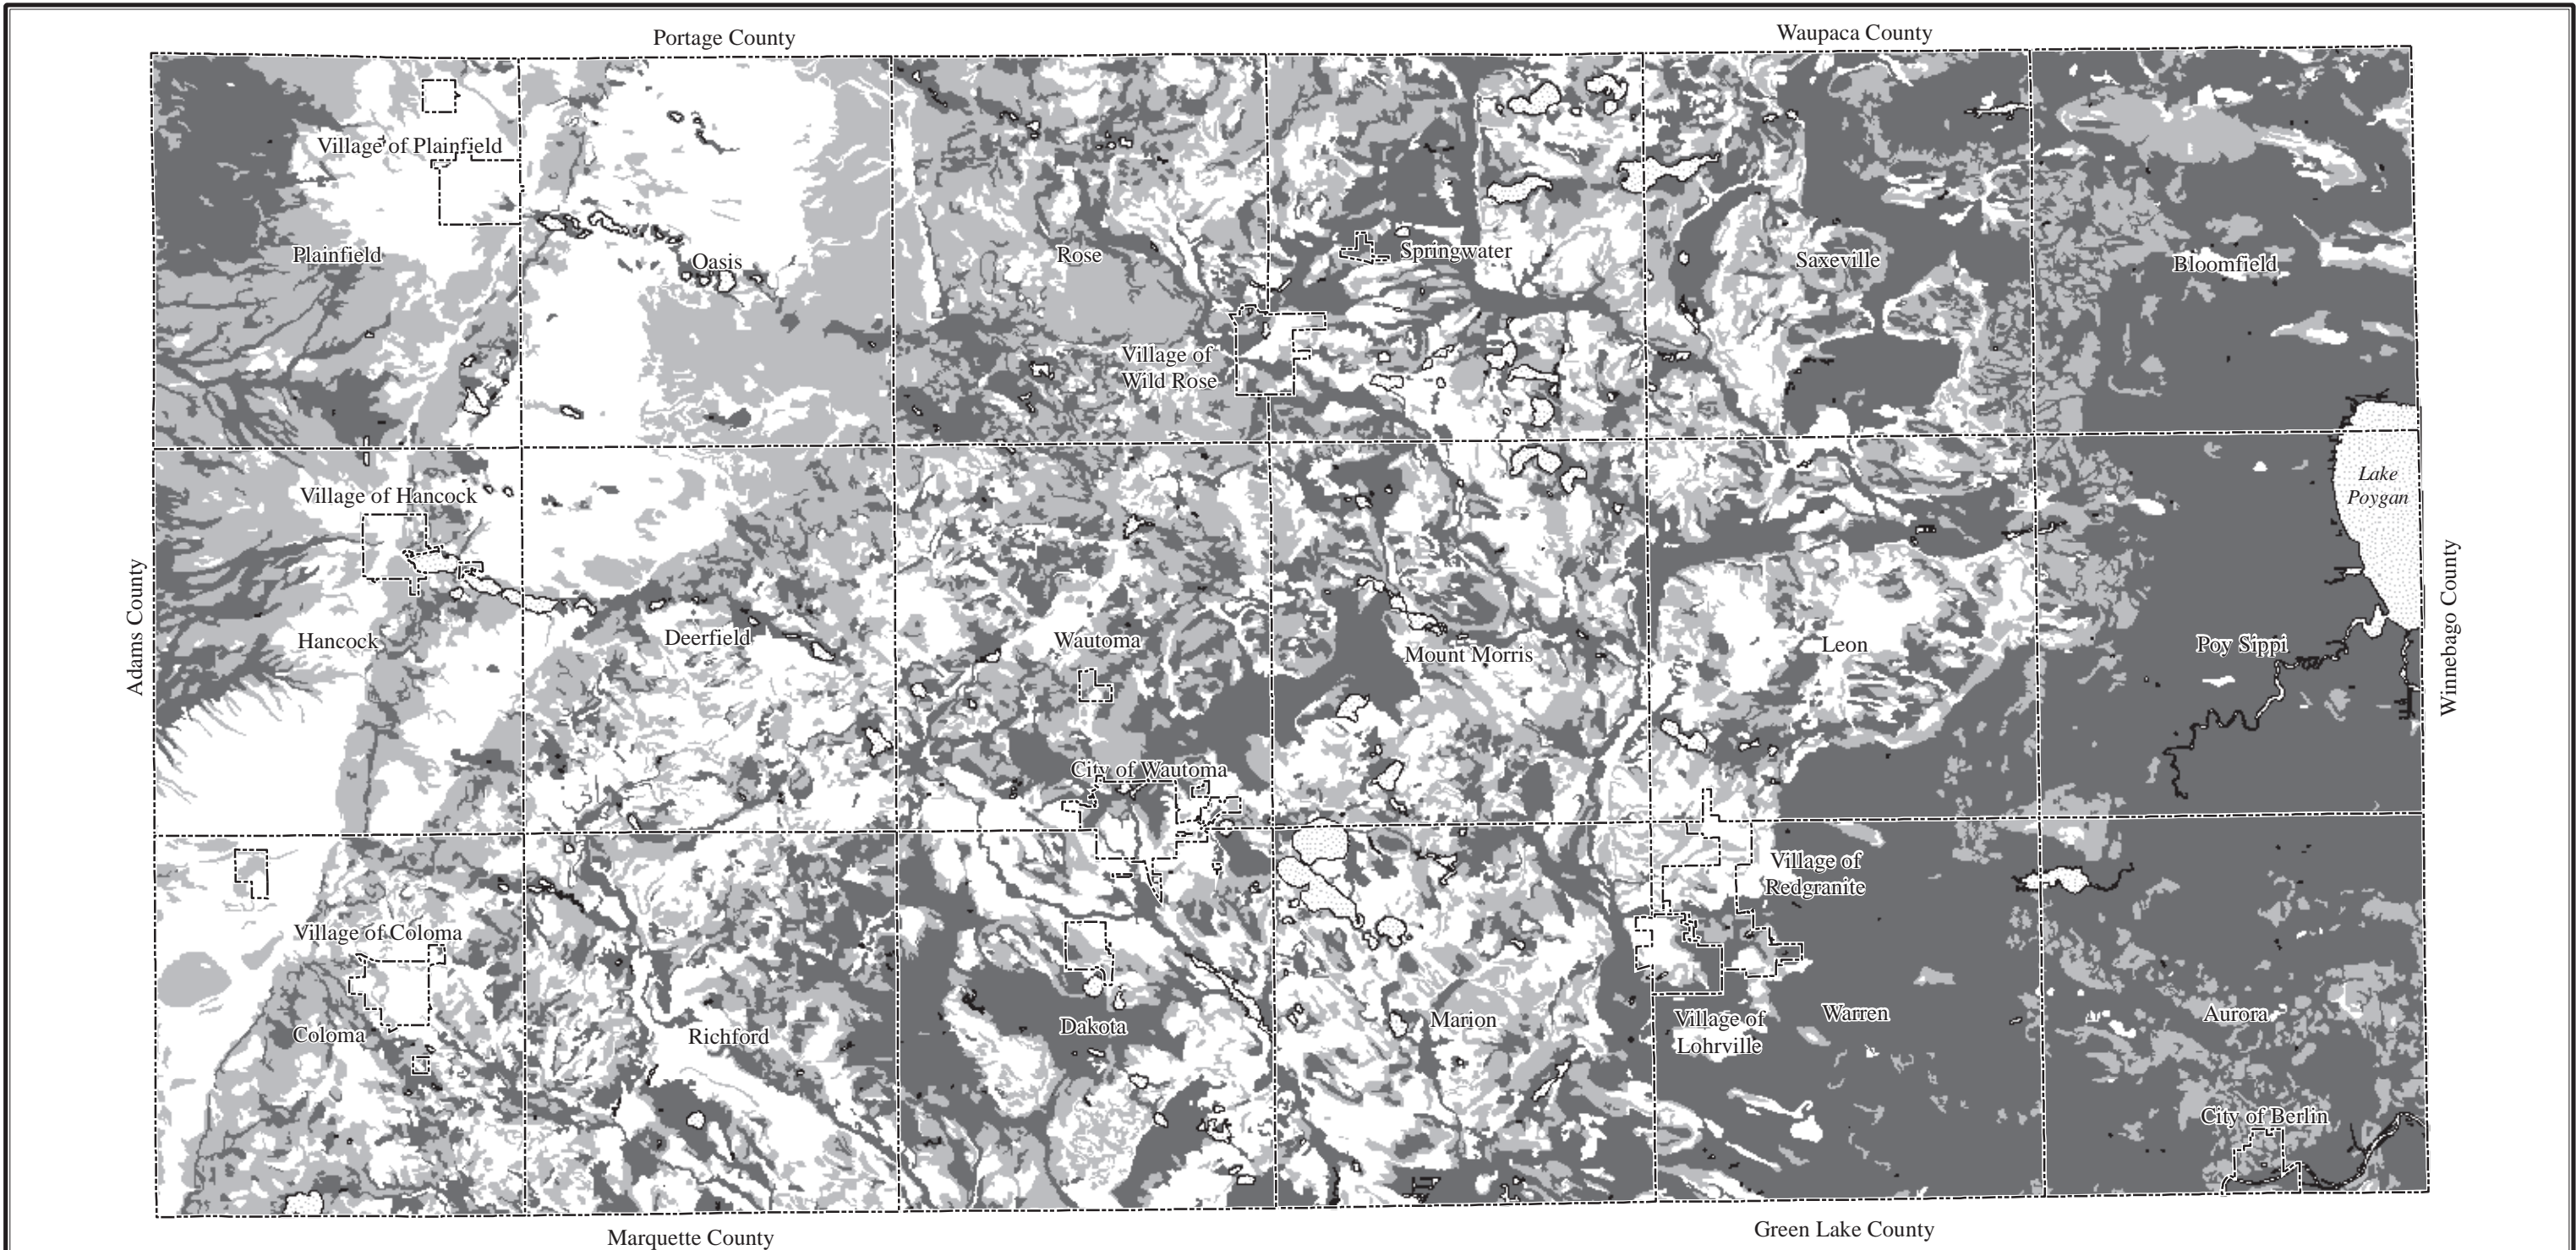 Portage County
Waupaca County
Village of Plainfield
Plainfield
Oasis
Rose
Springwater
Saxeville
Bloomfield
Village of
Wild Rose
Village of Hancock
Lake
Poygan
Adams County
Hancock
Deerfield
Wautoma
Mount Morris
Leon
Poy Sippi
Winnebago County
City of Wautoma
Village of
Redgranite
Village of Coloma
Coloma
Richford
Dakota
Marion
Village of
Lohrville
Warren
Aurora
City of Berlin
Marquette County
Green Lake County